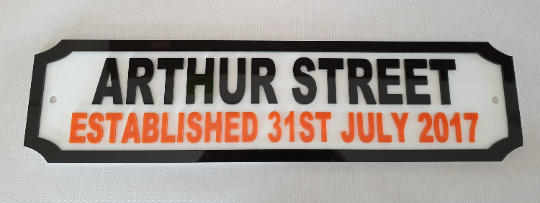 ARTHUR STREET
ESTABLISHED 31ST JULY 2017